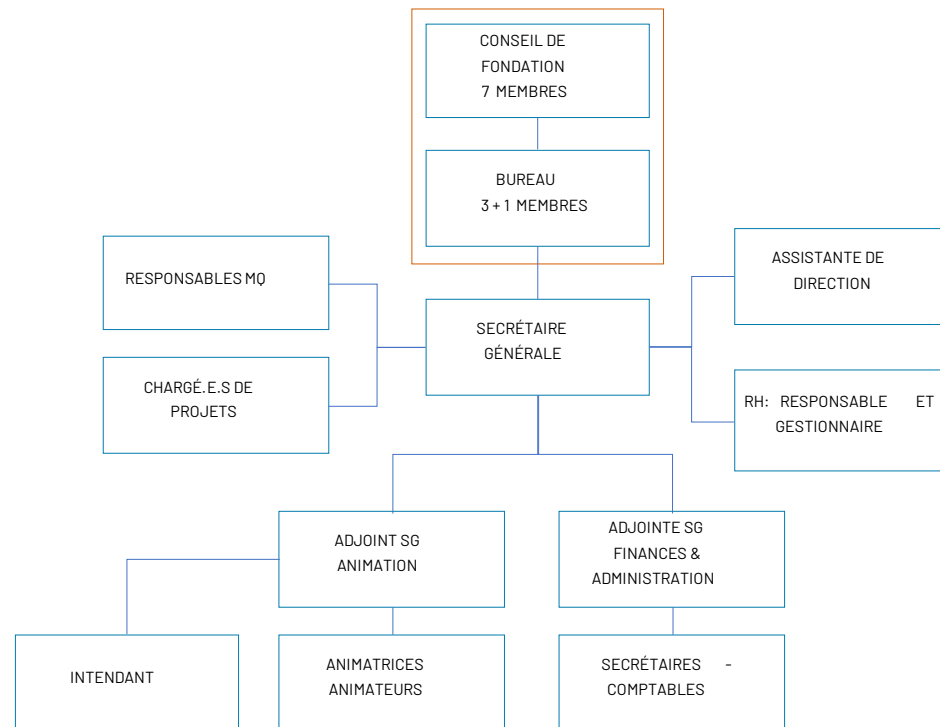 CONSEIL DE
FONDATION
7 MEMBRES
BUREAU
3 + 1 MEMBRES
RESPONSABLES MQ
ASSISTANTE DE
DIRECTION
SECRÉTAIRE
GÉNÉRALE
CHARGÉ.E.S DE
PROJETS
RH: RESPONSABLE ET
GESTIONNAIRE
ADJOINT SG
ANIMATION
ADJOINTE SG
FINANCES &
ADMINISTRATION
INTENDANT
ANIMATRICES
ANIMATEURS
SECRÉTAIRES -
COMPTABLES